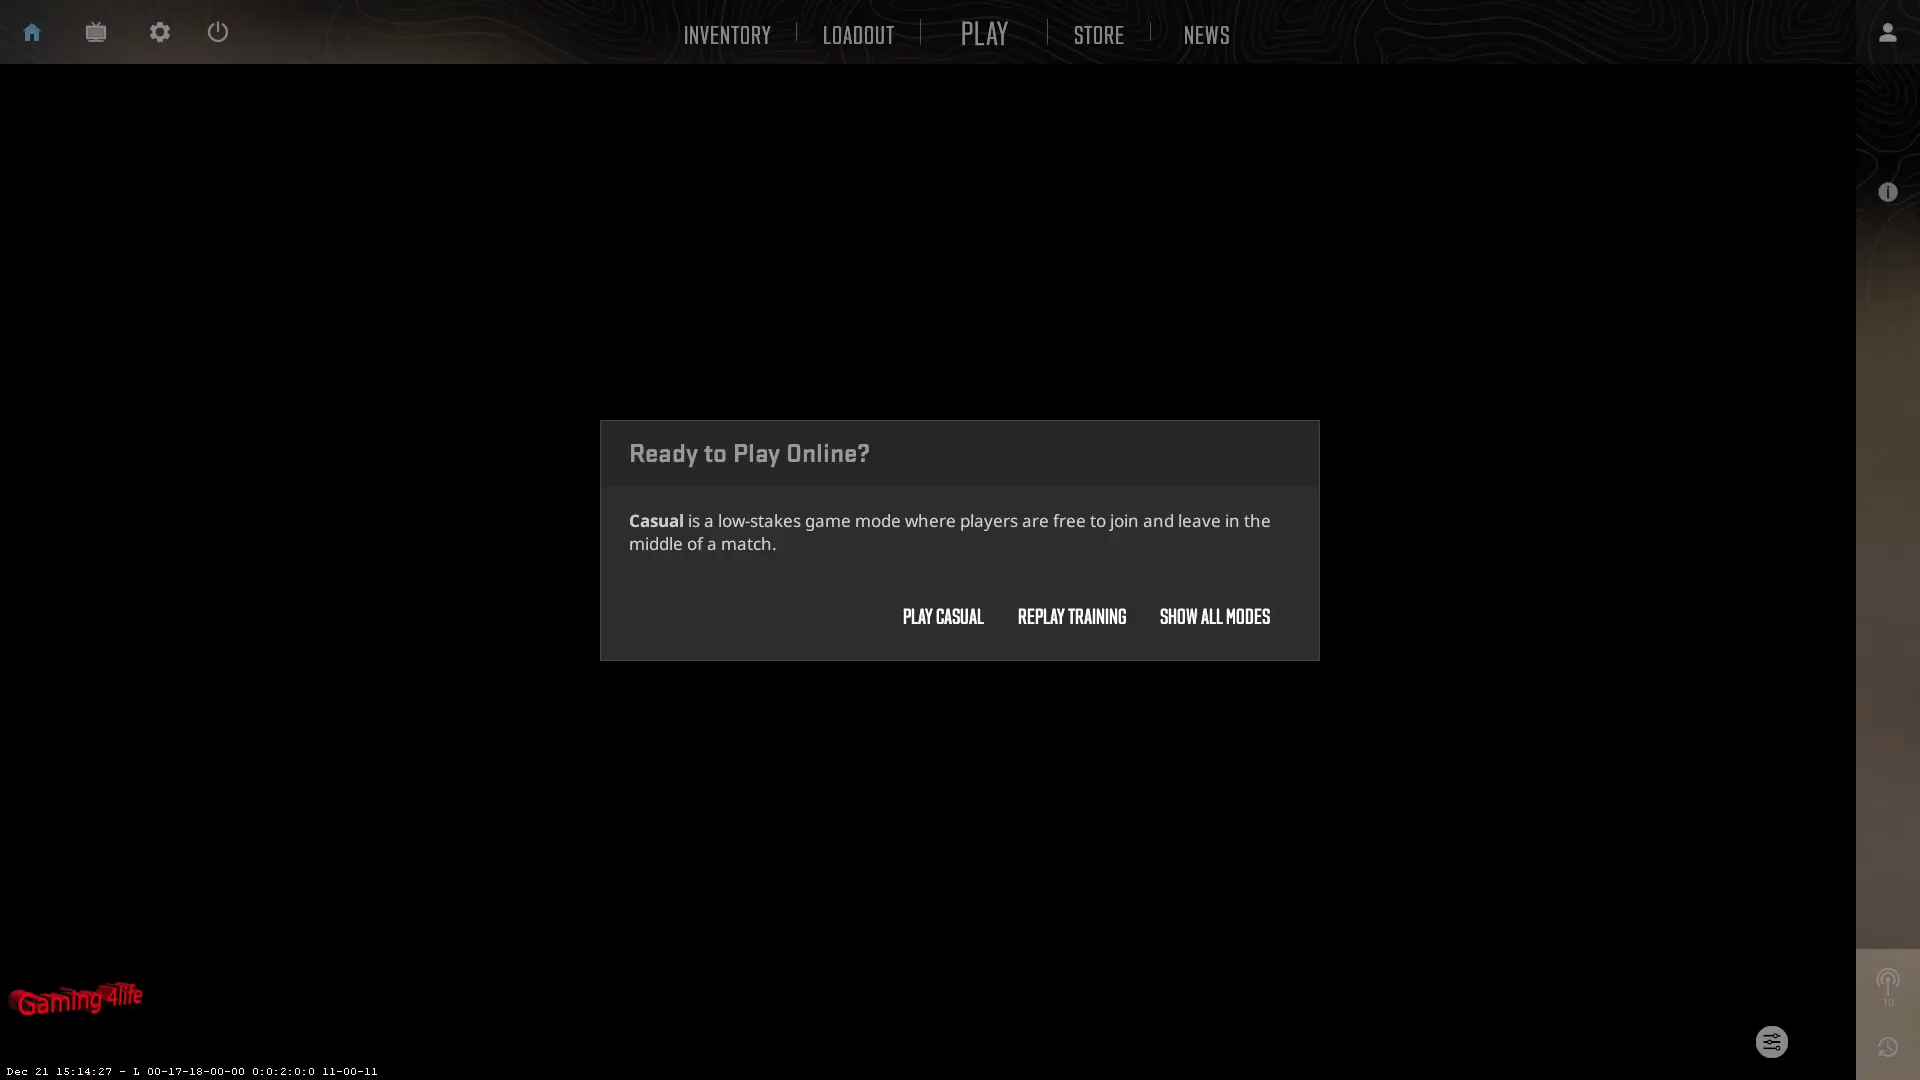 INVENTORY
LOADOUT
PLAY
STORE
NEWS
Ready to Play Online?
Casual is a low-stakes game mode where players are free to join and leave in the
middle of a match.
PLAY CASUAL
REPLAY TRAINING
SHOW ALL MODES
Gaming 4life
10
Dec 21 15:14:27 - L 00-17-18-00-00 0:0:2:0:0 11-00-11